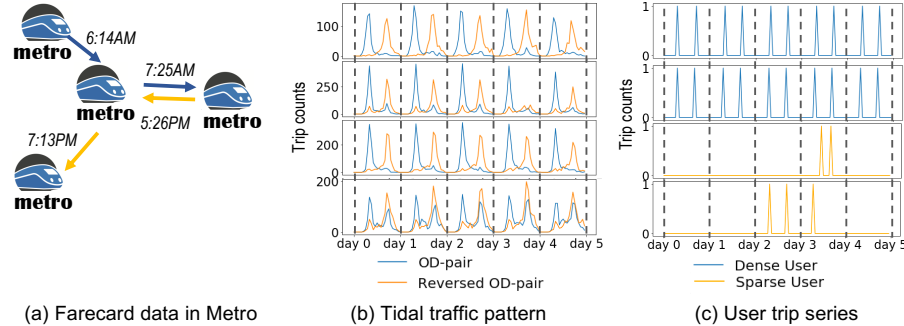 6:14AM
metro
7:25AM
metro
5:26PM
metro
7:13PM
metro
(a) Farecard data in Metro
Trip counts
100
0
250
0
200
0
200
0
day 0 day 1 day 2 day 3 day 4 day 5
OD-pair
Reversed OD-pair
(b) Tidal traffic pattern
Trip counts
1
0
1
0
1
0
1
0
day 0 day 1 day 2 day 3 day 4 day 5
Dense User
Sparse User
(c) User trip series